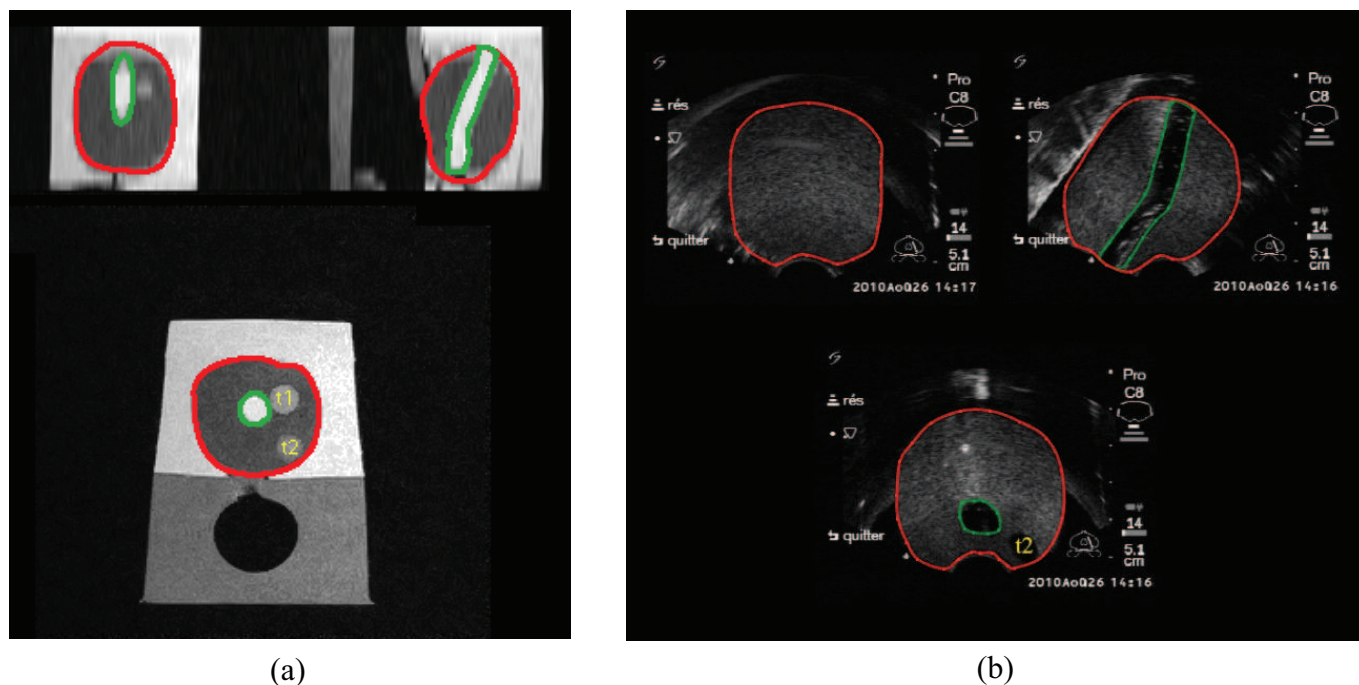 t1
t2
(a)
Pro
C8
rés
quitter
14
5.1
cm
2010Ao026 14:17
Pro
C8
rés
quitter
14
5.1
cm
2010Ao026 14:16
Pro
C8
rés
quitter
t2
14
5.1
cm
2010Ao026 14:16
(b)